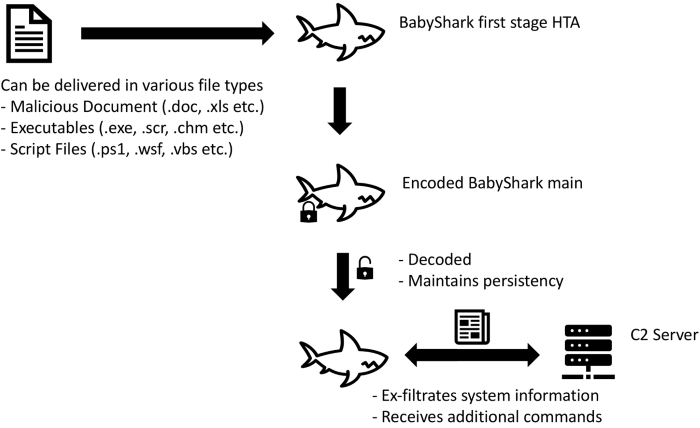 BabyShark first stage HTA
Can be delivered in various file types
- Malicious Document (.doc, .xls etc.)
- Executables (.exe, .scr, .chm etc.)
- Script Files (.ps1, .wsf, .vbs etc.)
Encoded BabyShark main
- Decoded
- Maintains persistency
C2 Server
- Ex-filtrates system information
- Receives additional commands